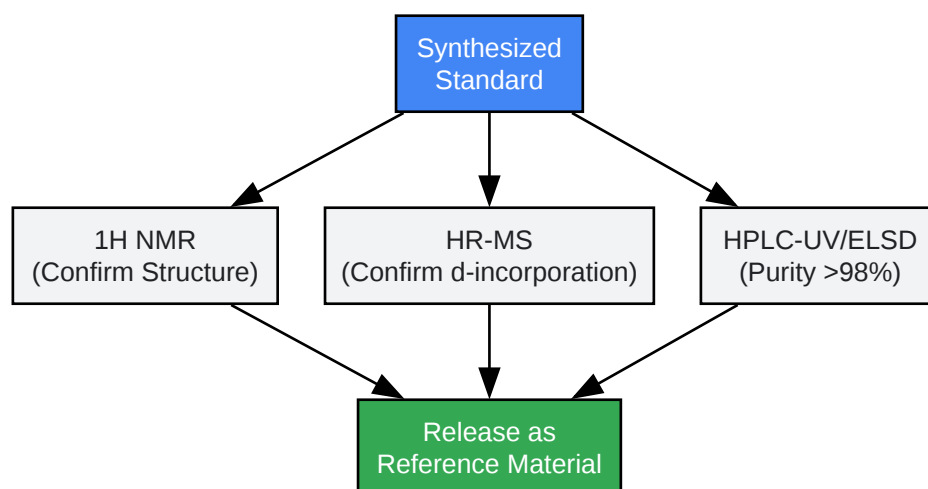 Synthesized
Standard
1H NMR
(Confirm Structure)
HR-MS
(Confirm d-incorporation)
HPLC-UV/ELSD
(Purity >98%)
Release as
Reference Material